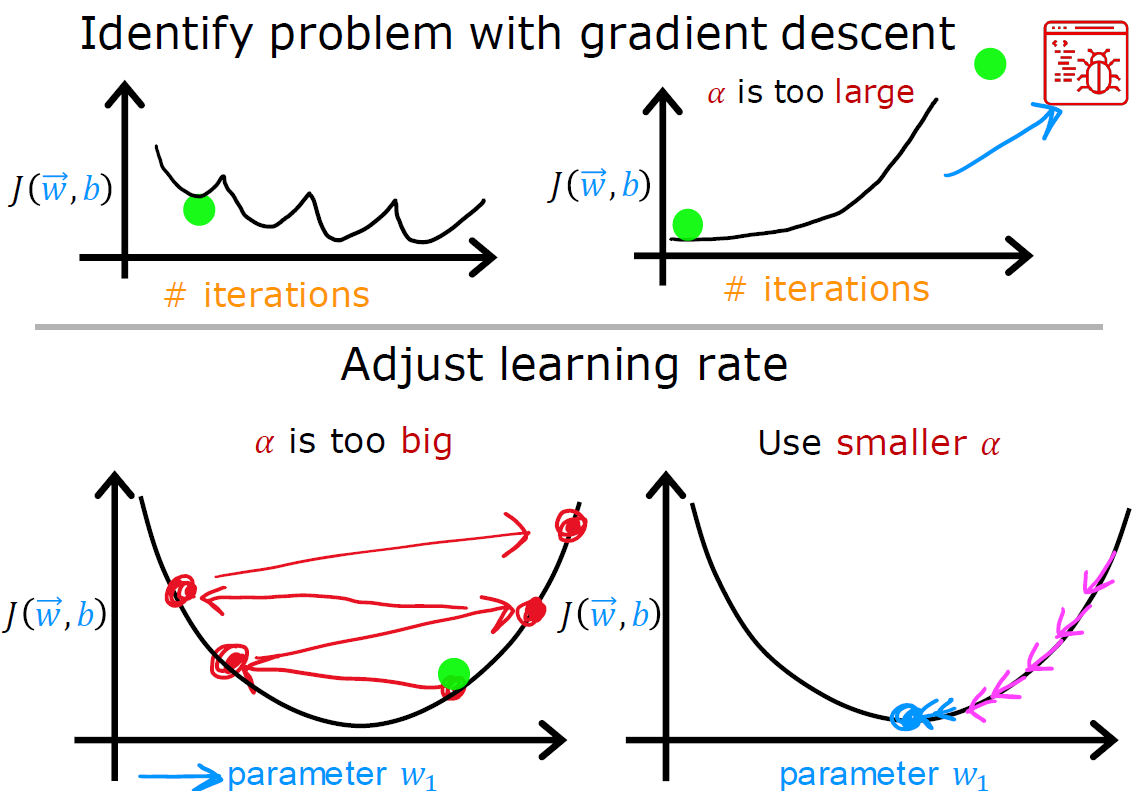 Identify problem with gradient descent
α is too large
J(w⃗, b)
# iterations
J(w⃗, b)
# iterations
Adjust learning rate
α is too big
J(w⃗, b)
parameter w₁
Use smaller α
J(w⃗, b)
parameter w₁